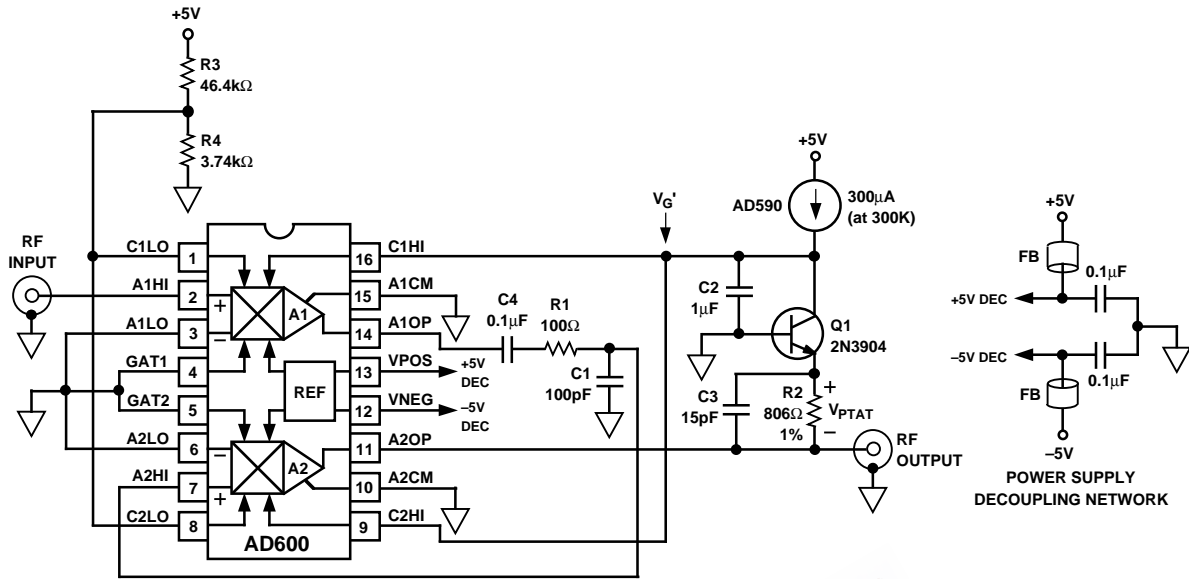 +5V
R3
46.4kΩ
R4
3.74kΩ
RF
INPUT
C1LO
A1HI
A1LO
GAT1
GAT2
A2LO
A2HI
C2LO
1
2
3
4
5
6
7
8
+
–
–
+
A1
REF
A2
AD600
16
15
14
13
12
11
10
9
C1HI
A1CM
A1OP
VPOS
VNEG
A2OP
A2CM
C2HI
+5V
DEC
–5V
DEC
C4
0.1μF
R1
100Ω
C1
100pF
VG'
+5V
AD590
300μA
(at 300K)
C2
1μF
Q1
2N3904
C3
15pF
R2
806Ω
1%
+
VPTAT
–
RF
OUTPUT
+5V
FB
0.1μF
+5V DEC
–5V DEC
0.1μF
FB
–5V
POWER SUPPLY
DECOUPLING NETWORK